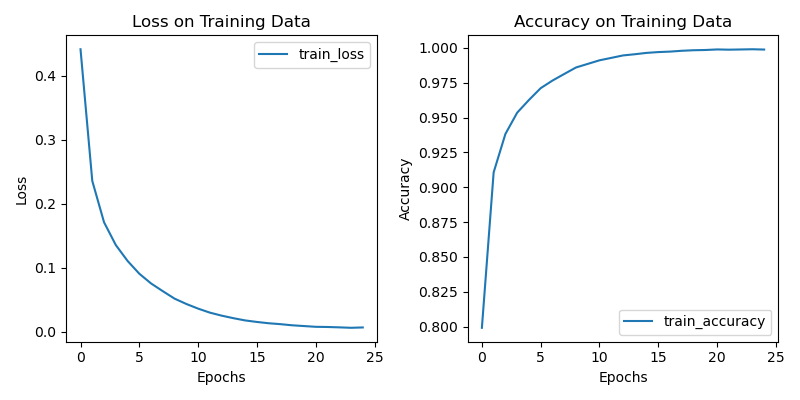 Loss on Training Data
train_loss
0.4
0.3
0.2
0.1
0.0
Loss
0 5 10 15 20 25
Epochs
Accuracy on Training Data
1.000
0.975
0.950
0.925
0.900
0.875
0.850
0.825
0.800
Accuracy
train_accuracy
0 5 10 15 20 25
Epochs